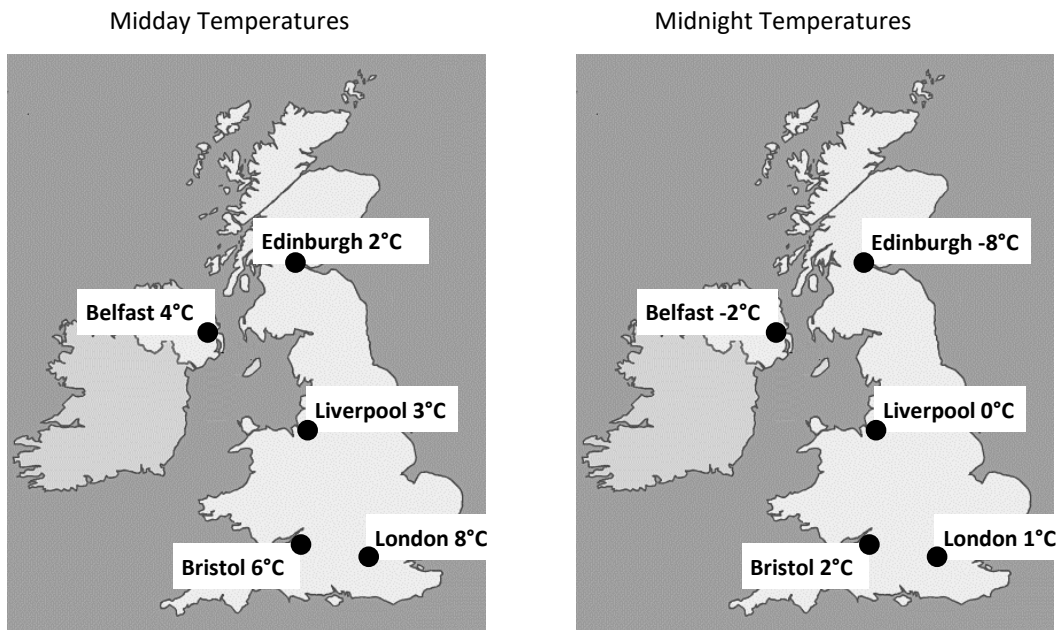 Midday Temperatures
Edinburgh 2°C
Belfast 4°C
Liverpool 3°C
London 8°C
Bristol 6°C
Midnight Temperatures
Edinburgh -8°C
Belfast -2°C
Liverpool 0°C
London 1°C
Bristol 2°C